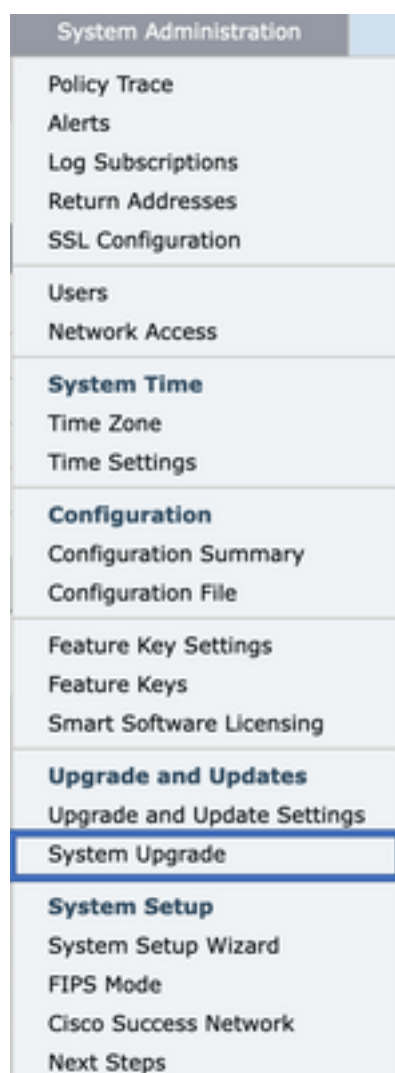 System Administration
Policy Trace
Alerts
Log Subscriptions
Return Addresses
SSL Configuration
Users
Network Access
System Time
Time Zone
Time Settings
Configuration
Configuration Summary
Configuration File
Feature Key Settings
Feature Keys
Smart Software Licensing
Upgrade and Updates
Upgrade and Update Settings
System Upgrade
System Setup
System Setup Wizard
FIPS Mode
Cisco Success Network
Next Steps